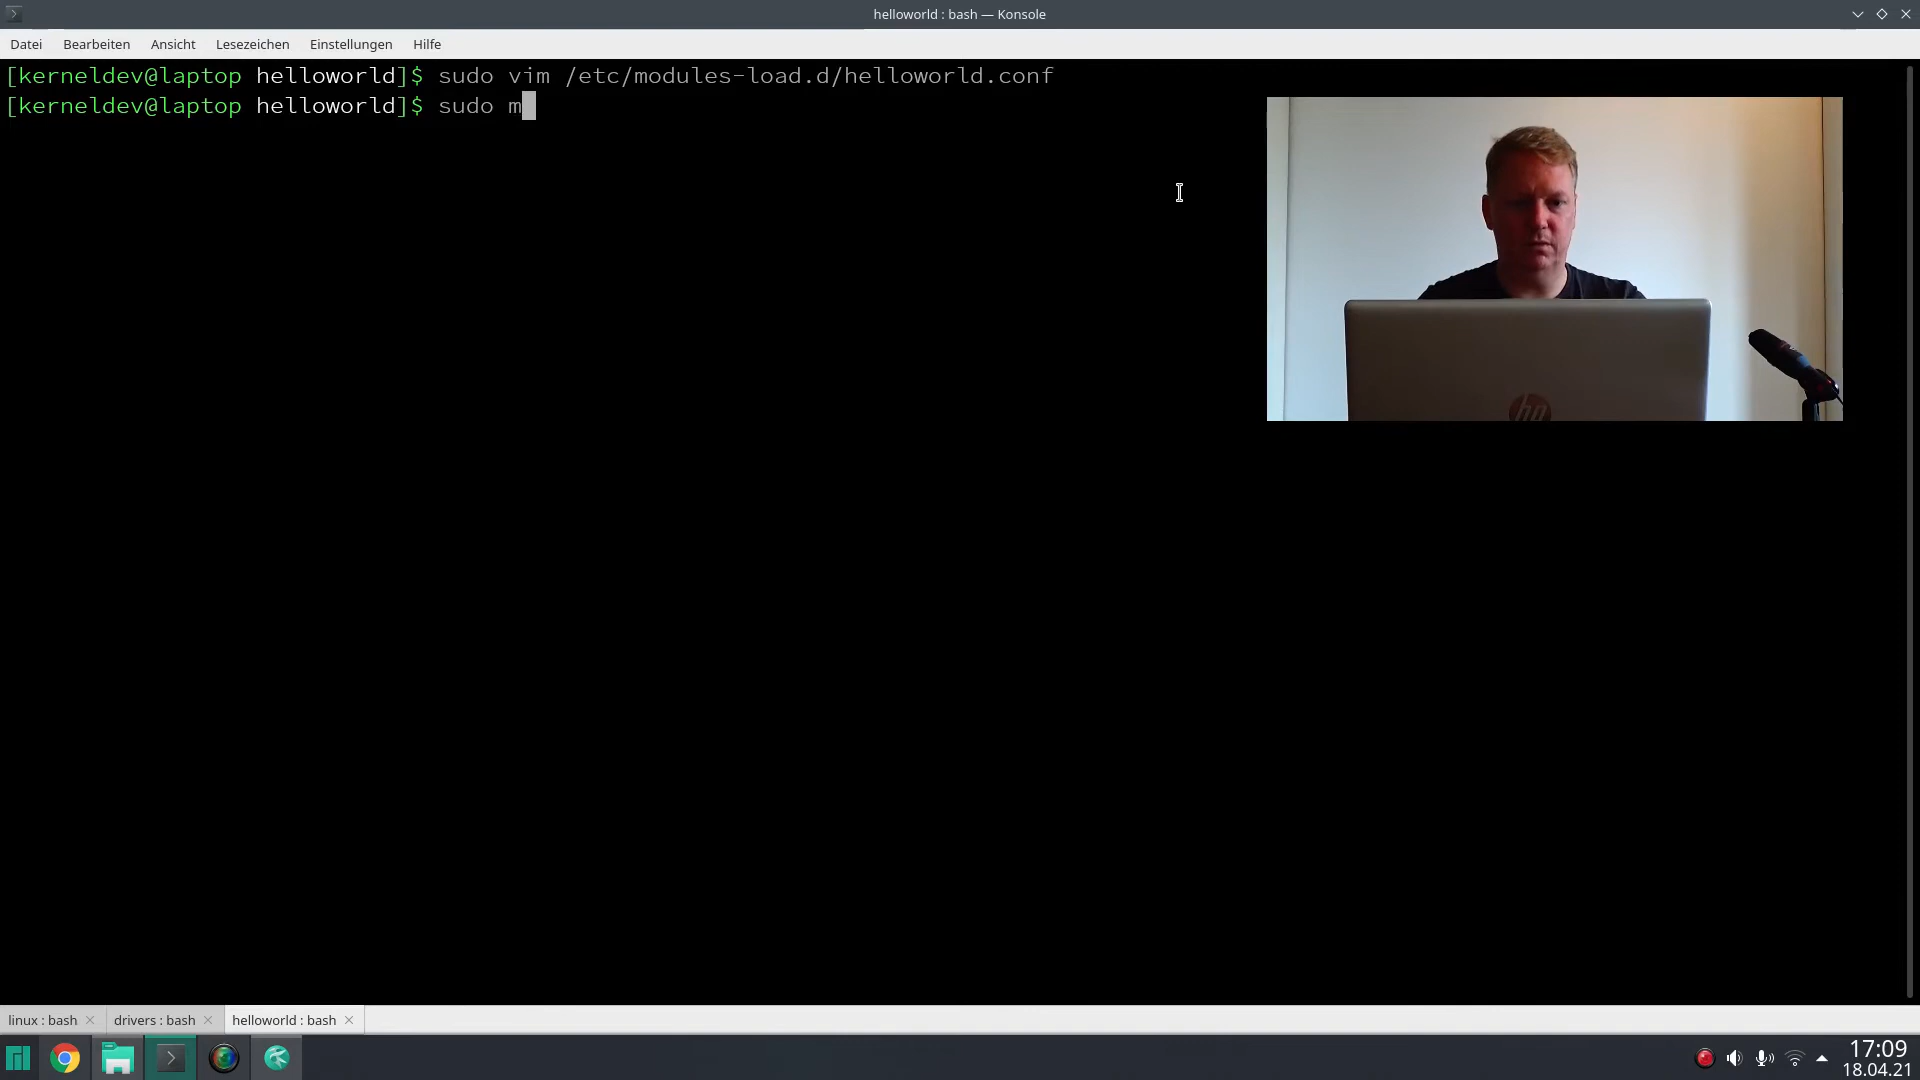 helloworld : bash — Konsole
Datei Bearbeiten Ansicht Lesezeichen Einstellungen Hilfe
[kerneldev@laptop helloworld]$ sudo vim /etc/modules-load.d/helloworld.conf
[kerneldev@laptop helloworld]$ sudo m
hp
linux : bash
drivers : bash
helloworld : bash
17:09
18.04.21